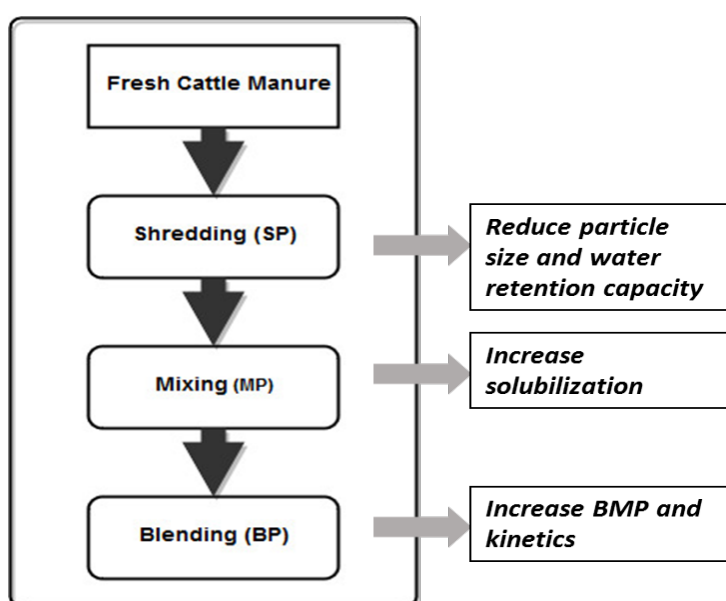 Fresh Cattle Manure
Shredding (SP)
Reduce particle
size and water
retention capacity
Mixing (MP)
Increase
solubilization
Blending (BP)
Increase BMP and
kinetics